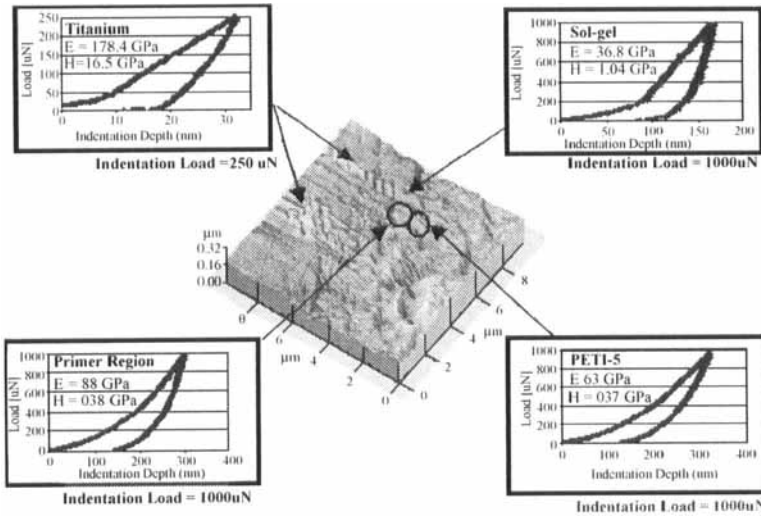 Titanium
E = 178.4 GPa
H=16.5 GPa
Load [uN]
250
200
150
100
50
0
0 10 20 30
Indentation Depth (nm)
Indentation Load =250 uN
Sol-gel
E = 36.8 GPa
H = 1.04 GPa
Load [uN]
1000
800
600
400
200
0
0 50 100 150 200
Indentation Depth (nm)
Indentation Load = 1000uN
μm
0.32
0.16
0.00
8
6
4
2
0
μm
0
2
4
6
8
μm
Primer Region
E = 88 GPa
H = 038 GPa
Load [uN]
1000
800
600
400
200
0
0 100 200 300 400
Indentation Depth (nm)
Indentation Load = 1000uN
PETI-5
E 63 GPa
H = 037 GPa
Load [uN]
1000
800
600
400
200
0
0 100 200 300 400
Indentation Depth (nm)
Indentation Load = 1000uN